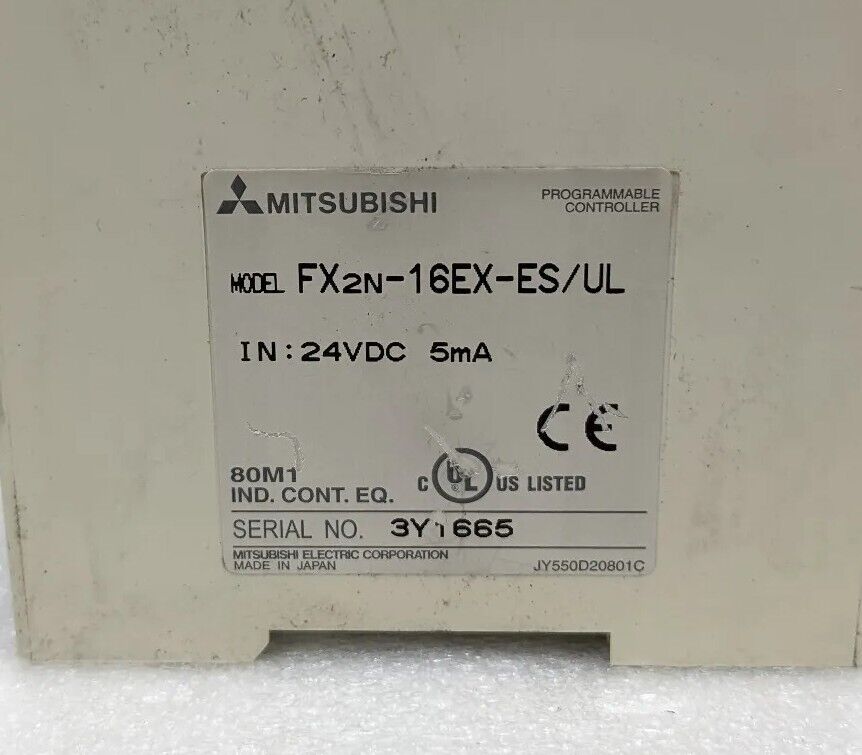 MITSUBISHI
PROGRAMMABLE
CONTROLLER
MODEL FX2N-16EX-ES/UL
IN:24VDC 5mA
CE
80M1
IND. CONT. EQ.
C UL ® US LISTED
SERIAL NO. 3Y1665
MITSUBISHI ELECTRIC CORPORATION
MADE IN JAPAN
JY550D20801C